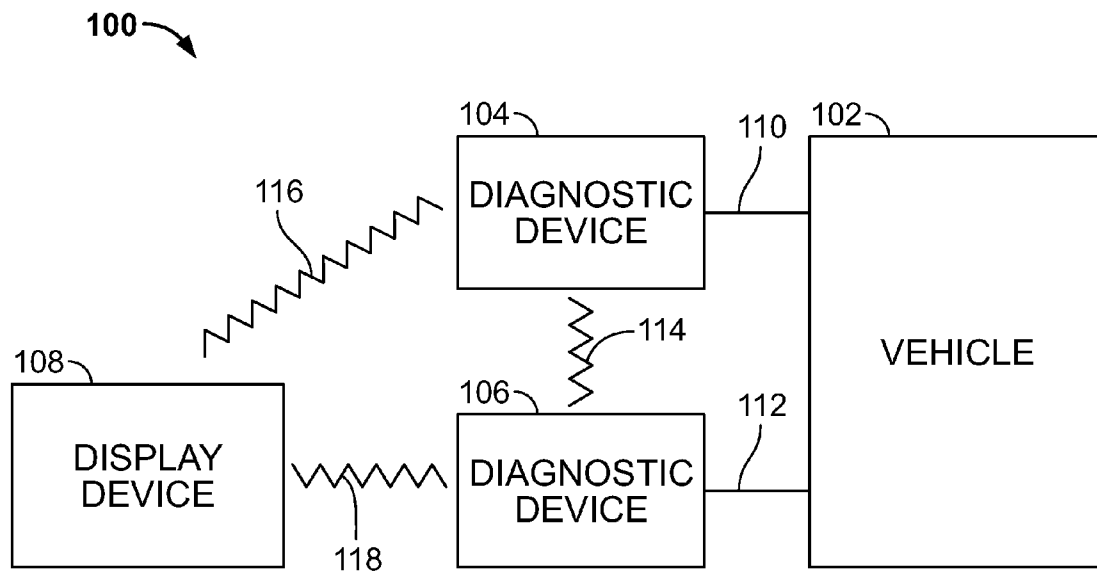 100
104
102
110
DIAGNOSTIC
DEVICE
116
114
VEHICLE
108
106
112
DISPLAY
DEVICE
DIAGNOSTIC
DEVICE
118